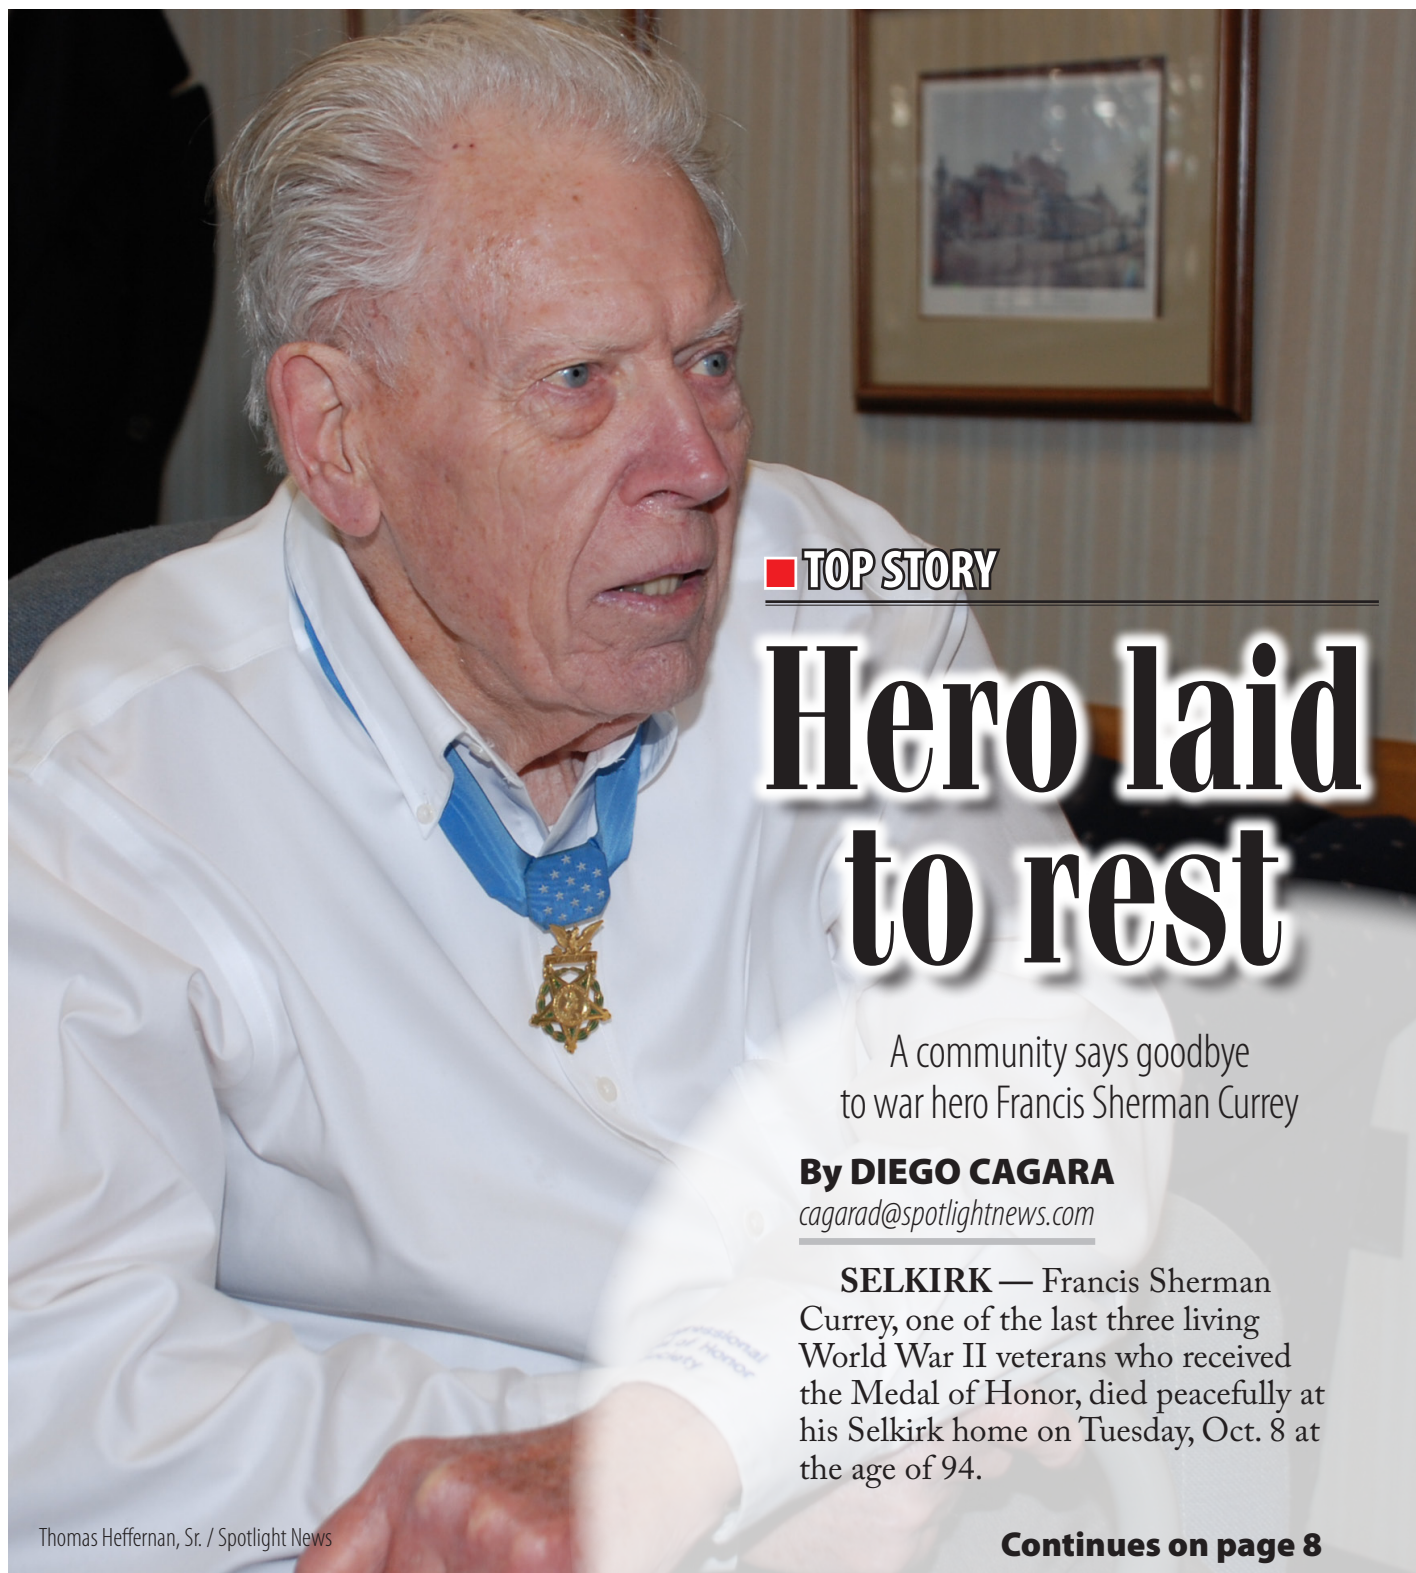 TOP STORY
Hero laid
to rest
A community says goodbye
to war hero Francis Sherman Currey
By DIEGO CAGARA
cagarad@spotlightnews.com
SELKIRK — Francis Sherman
Currey, one of the last three living
World War II veterans who received
the Medal of Honor, died peacefully at
his Selkirk home on Tuesday, Oct. 8 at
the age of 94.
of Honor
Thomas Heffernan, Sr. / Spotlight News
Continues on page 8